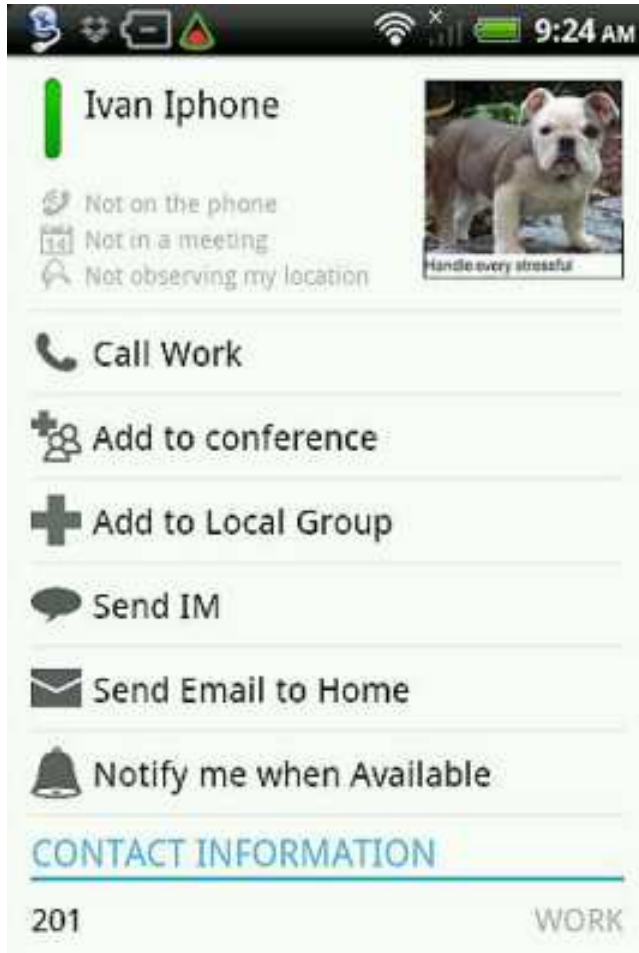 9:24 AM
Ivan Iphone
Not on the phone
14 Not in a meeting
Not observing my location
Handle every stressful
Call Work
Add to conference
Add to Local Group
Send IM
Send Email to Home
Notify me when Available
CONTACT INFORMATION
201 WORK